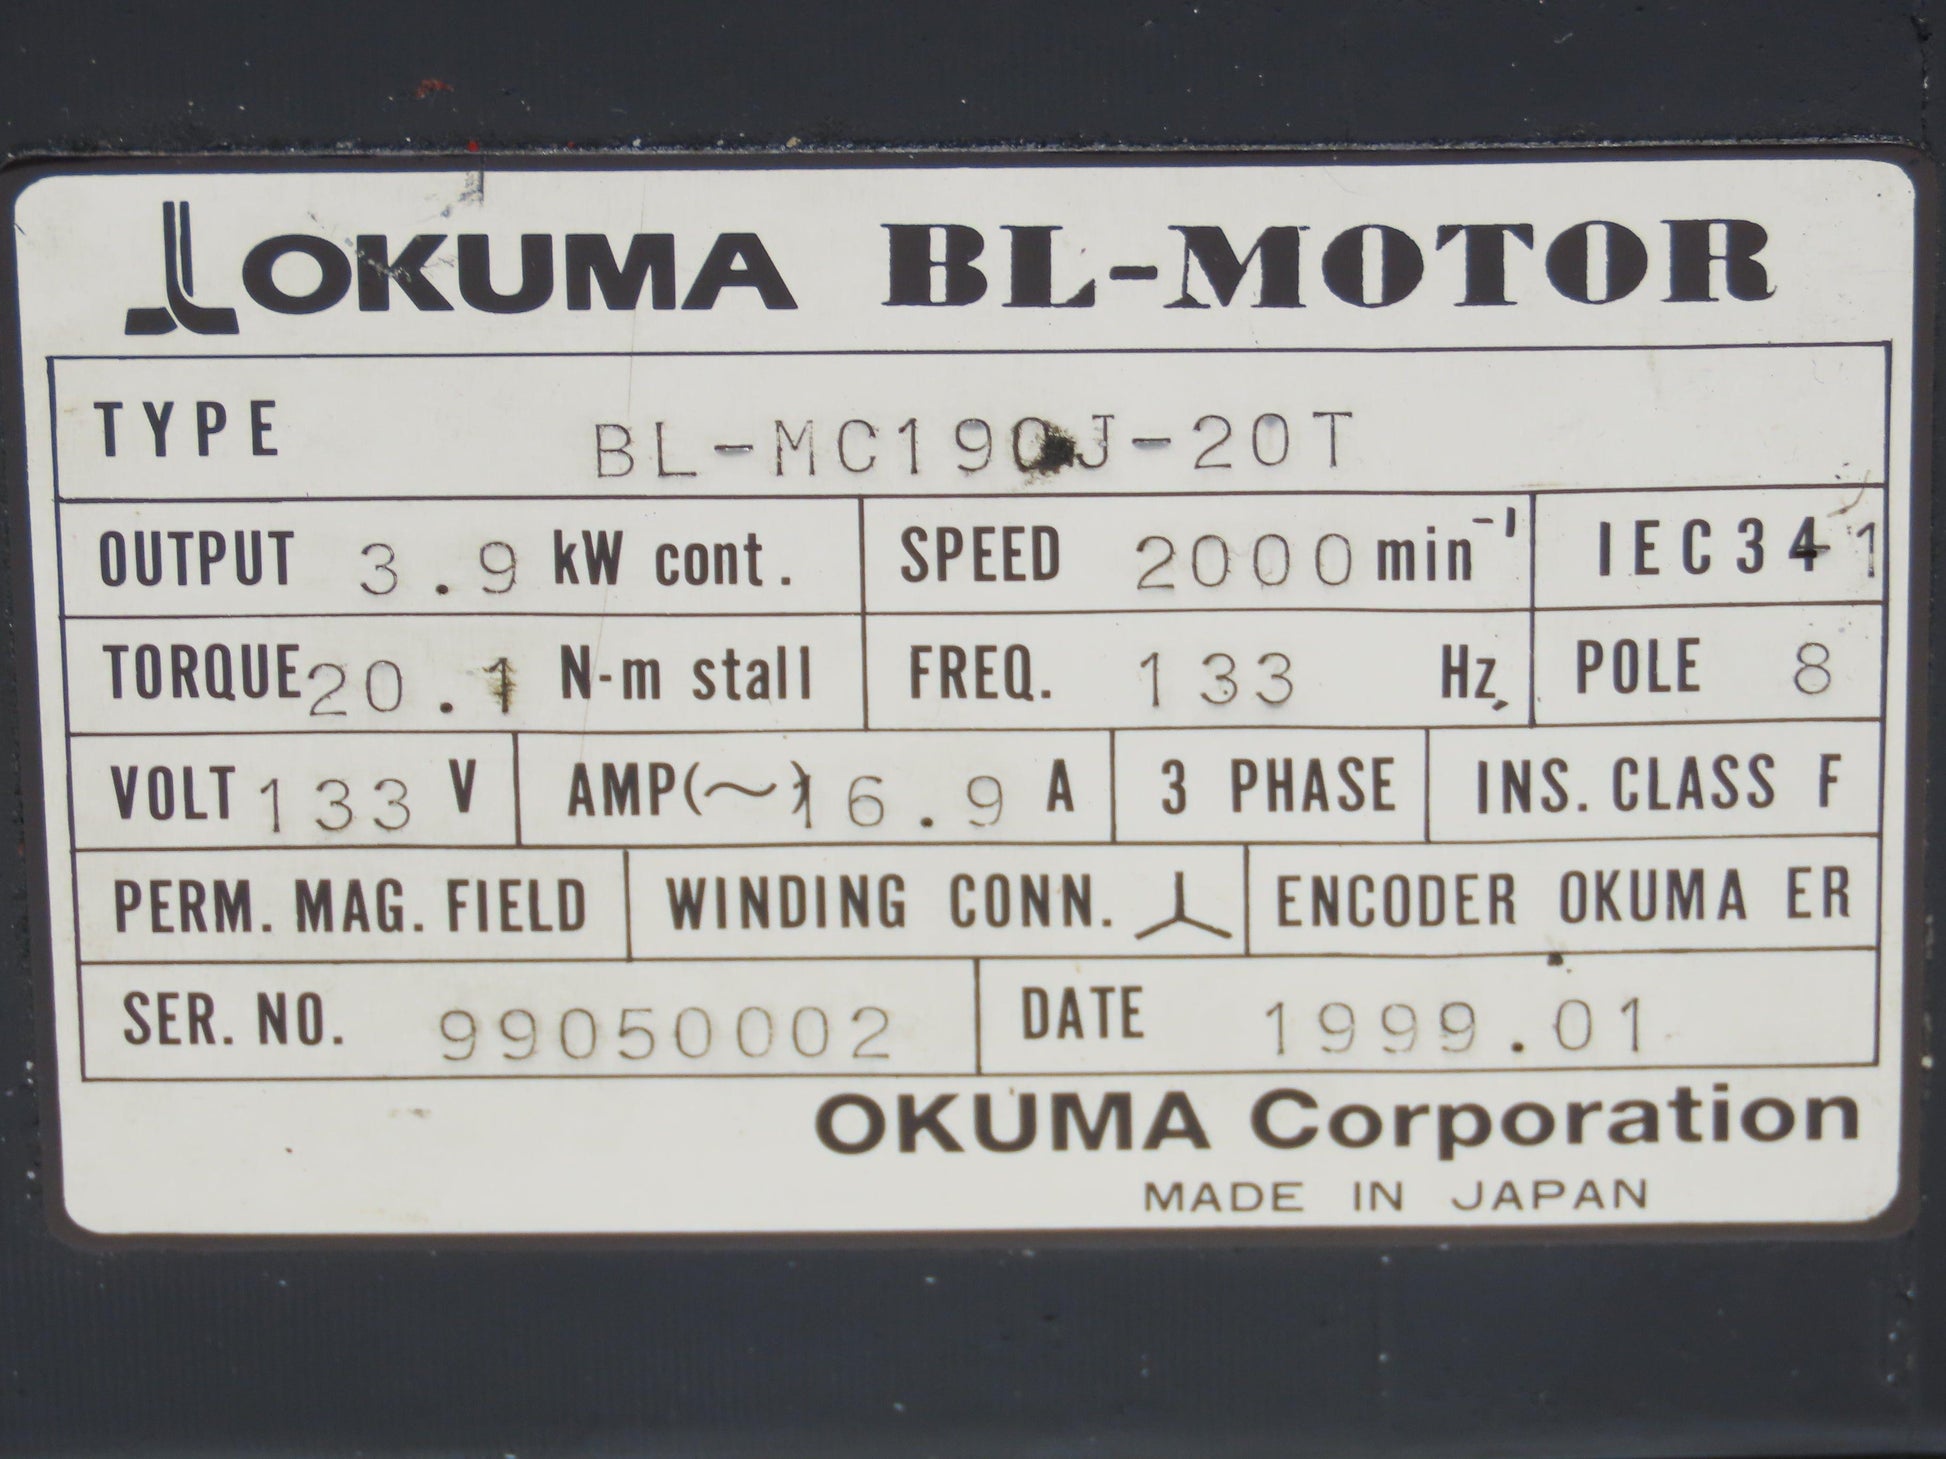 OKUMA BL-MOTOR
TYPE BL-MC190J-20T
OUTPUT 3.9 kW cont. SPEED 2000 min⁻¹ IEC34-1
TORQUE 20.1 N-m stall FREQ. 133 Hz POLE 8
VOLT 133 V AMP(~) 16.9 A 3 PHASE INS. CLASS F
PERM. MAG. FIELD WINDING CONN. ENCODER OKUMA ER
SER. NO. 99050002 DATE 1999.01
OKUMA Corporation
MADE IN JAPAN